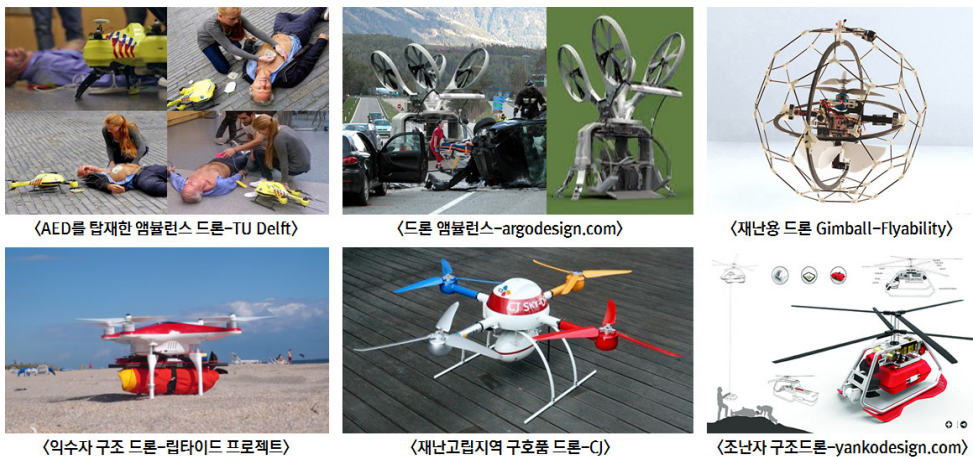 <AED를 탑재한 앰뷸런스 드론-TU Delft>
<드론 앰뷸런스-argodesign.com>
<재난용 드론 Gimball-Flyability>
CJ SKY-
<익수자 구조 드론-립타이드 프로젝트>
<재난고립지역 구호품 드론-CJ>
<조난자 구조드론-yankodesign.com>